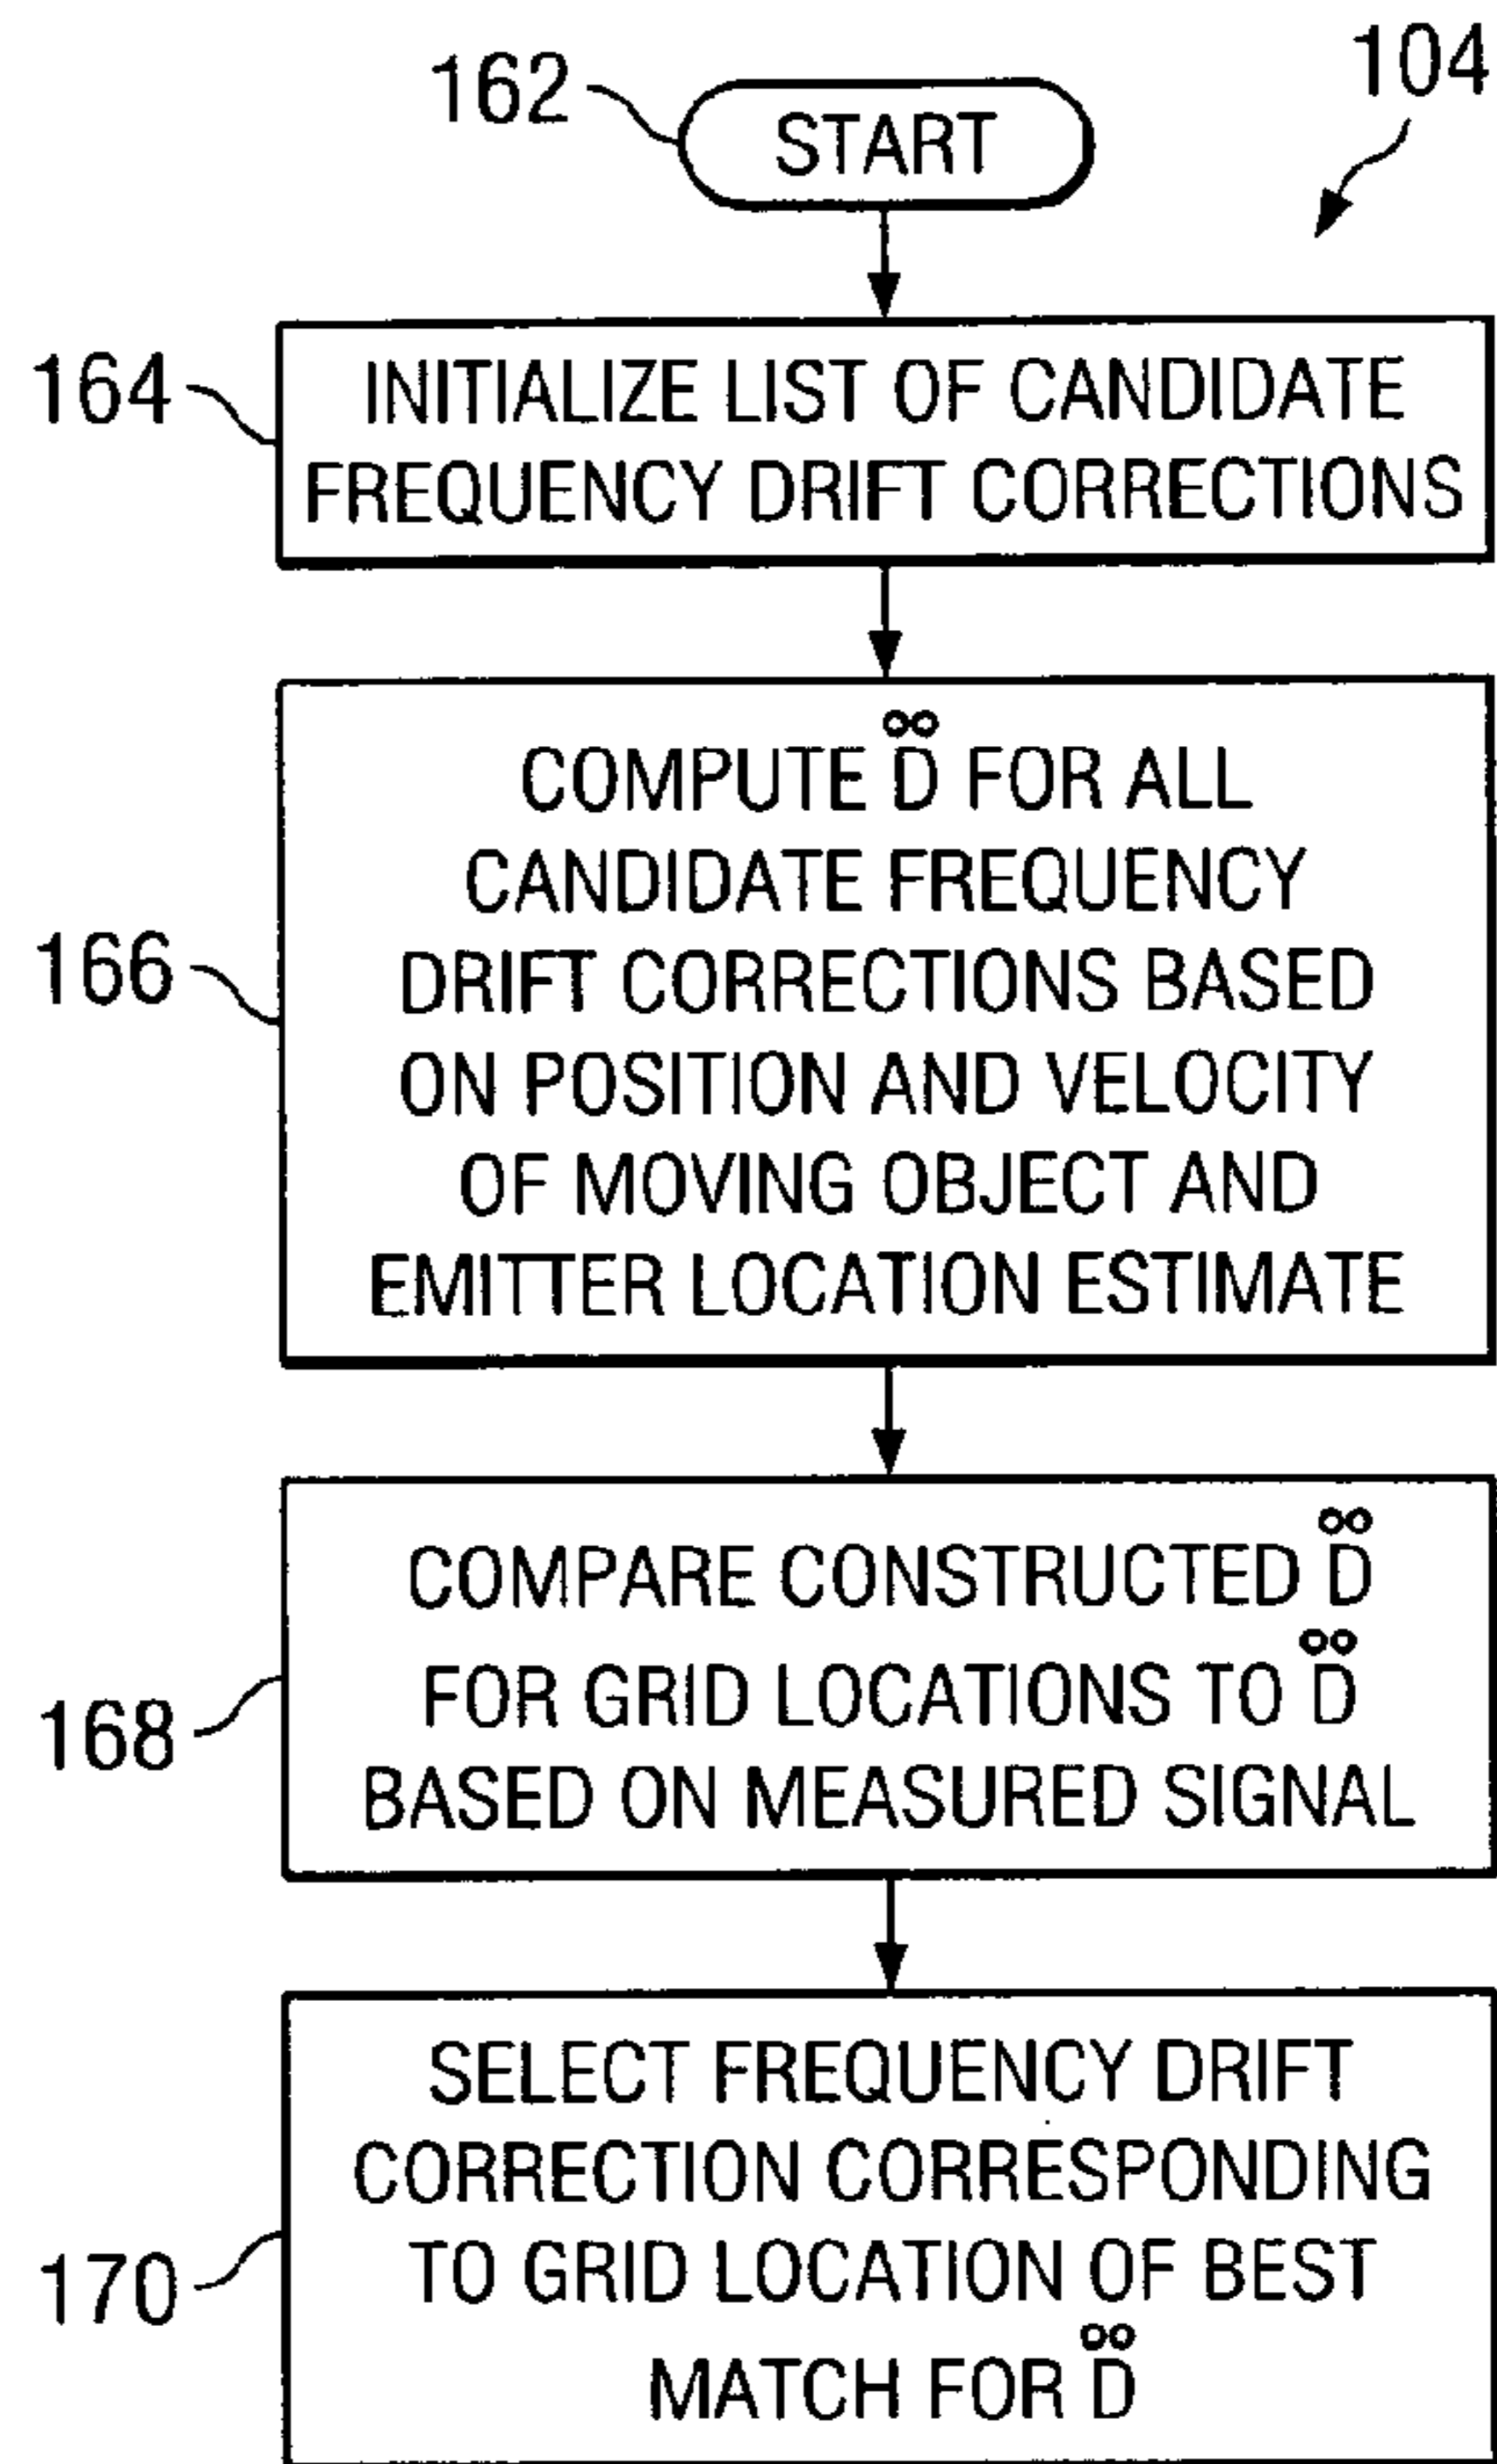 104
162
START
164
INITIALIZE LIST OF CANDIDATE
FREQUENCY DRIFT CORRECTIONS
166
COMPUTE D̈ FOR ALL
CANDIDATE FREQUENCY
DRIFT CORRECTIONS BASED
ON POSITION AND VELOCITY
OF MOVING OBJECT AND
EMITTER LOCATION ESTIMATE
168
COMPARE CONSTRUCTED D̈
FOR GRID LOCATIONS TO D̈
BASED ON MEASURED SIGNAL
170
SELECT FREQUENCY DRIFT
CORRECTION CORRESPONDING
TO GRID LOCATION OF BEST
MATCH FOR D̈